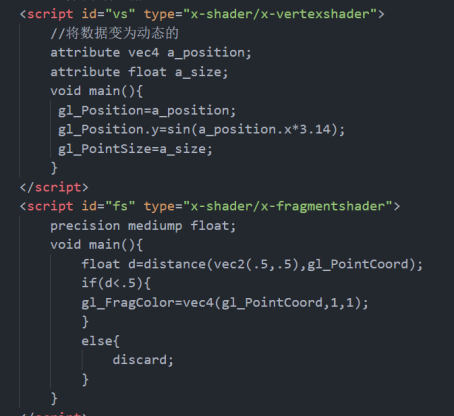 <script id="vs" type="x-shader/x-vertexshader">
//将数据变为动态的
attribute vec4 a_position;
attribute float a_size;
void main(){
gl_Position=a_position;
gl_Position.y=sin(a_position.x*3.14);
gl_PointSize=a_size;
}
</script>
<script id="fs" type="x-shader/x-fragmentshader">
precision mediump float;
void main(){
float d=distance(vec2(.5,.5),gl_PointCoord);
if(d<.5){
gl_FragColor=vec4(gl_PointCoord,1,1);
}
else{
discard;
}
}
</script>